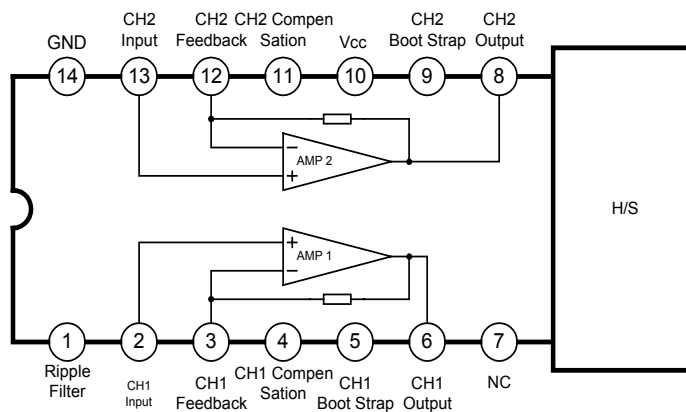 GND
CH2
Input
CH2
Feedback
CH2 Compen
Sation
Vcc
CH2
Boot Strap
CH2
Output
14
13
12
11
10
9
8
−
+
AMP 2
H/S
+
−
AMP 1
1
2
3
4
5
6
7
Ripple
Filter
CH1
Input
CH1
Feedback
CH1 Compen
Sation
CH1
Boot Strap
CH1
Output
NC